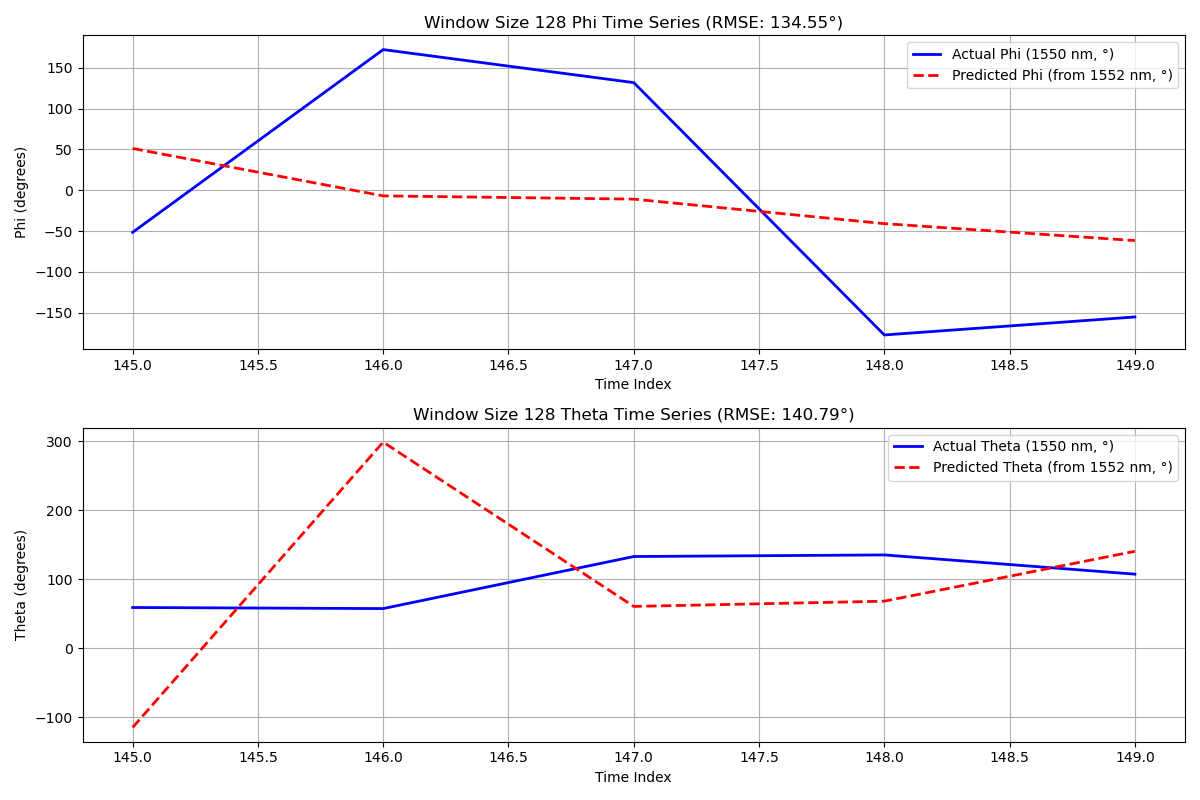 Window Size 128 Phi Time Series (RMSE: 134.55°)
Phi (degrees)
150
100
50
0
−50
−100
−150
Actual Phi (1550 nm, °)
Predicted Phi (from 1552 nm, °)
145.0 145.5 146.0 146.5 147.0 147.5 148.0 148.5 149.0
Time Index
Window Size 128 Theta Time Series (RMSE: 140.79°)
Theta (degrees)
300
200
100
0
−100
Actual Theta (1550 nm, °)
Predicted Theta (from 1552 nm, °)
145.0 145.5 146.0 146.5 147.0 147.5 148.0 148.5 149.0
Time Index